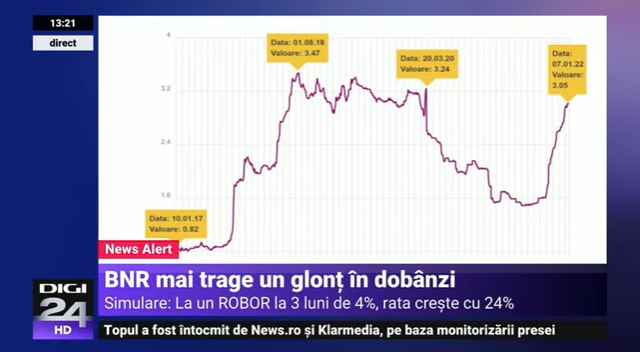 13:21
direct
4
3.2
2.4
1.6
Data: 01.08.18
Valoare: 3.47
Data: 20.03.20
Valoare: 3.24
Data:
07.01.22
Valoare:
3.05
Data: 10.01.17
Valoare: 0.82
News Alert
BNR mai trage un glonț în dobânzi
Simulare: La un ROBOR la 3 luni de 4%, rata crește cu 24%
DIGI
24
HD
Topul a fost întocmit de News.ro și Klarmedia, pe baza monitorizării presei